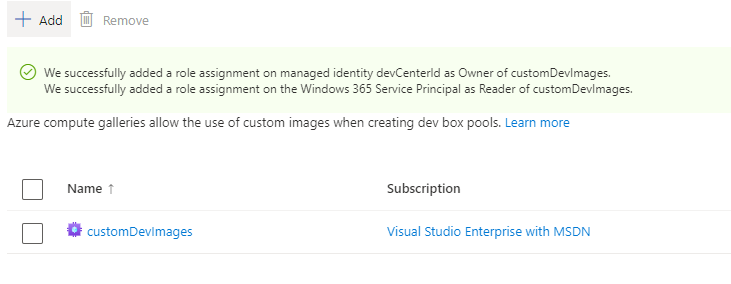 Add Remove
We successfully added a role assignment on managed identity devCenterId as Owner of customDevImages.
We successfully added a role assignment on the Windows 365 Service Principal as Reader of customDevImages.
Azure compute galleries allow the use of custom images when creating dev box pools. Learn more
Name ↑ Subscription
customDevImages Visual Studio Enterprise with MSDN